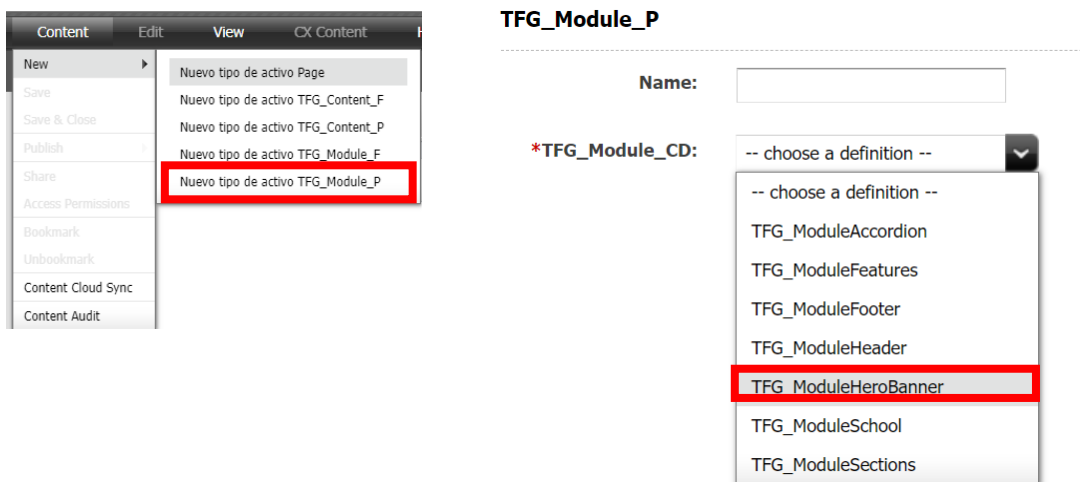 Content Edit View CX Content
New
Save
Save & Close
Publish
Share
Access Permissions
Bookmark
Unbookmark
Content Cloud Sync
Content Audit
Nuevo tipo de activo Page
Nuevo tipo de activo TFG_Content_F
Nuevo tipo de activo TFG_Content_P
Nuevo tipo de activo TFG_Module_F
Nuevo tipo de activo TFG_Module_P
TFG_Module_P
Name:
*TFG_Module_CD: -- choose a definition --
-- choose a definition --
TFG_ModuleAccordion
TFG_ModuleFeatures
TFG_ModuleFooter
TFG_ModuleHeader
TFG_ModuleHeroBanner
TFG_ModuleSchool
TFG_ModuleSections